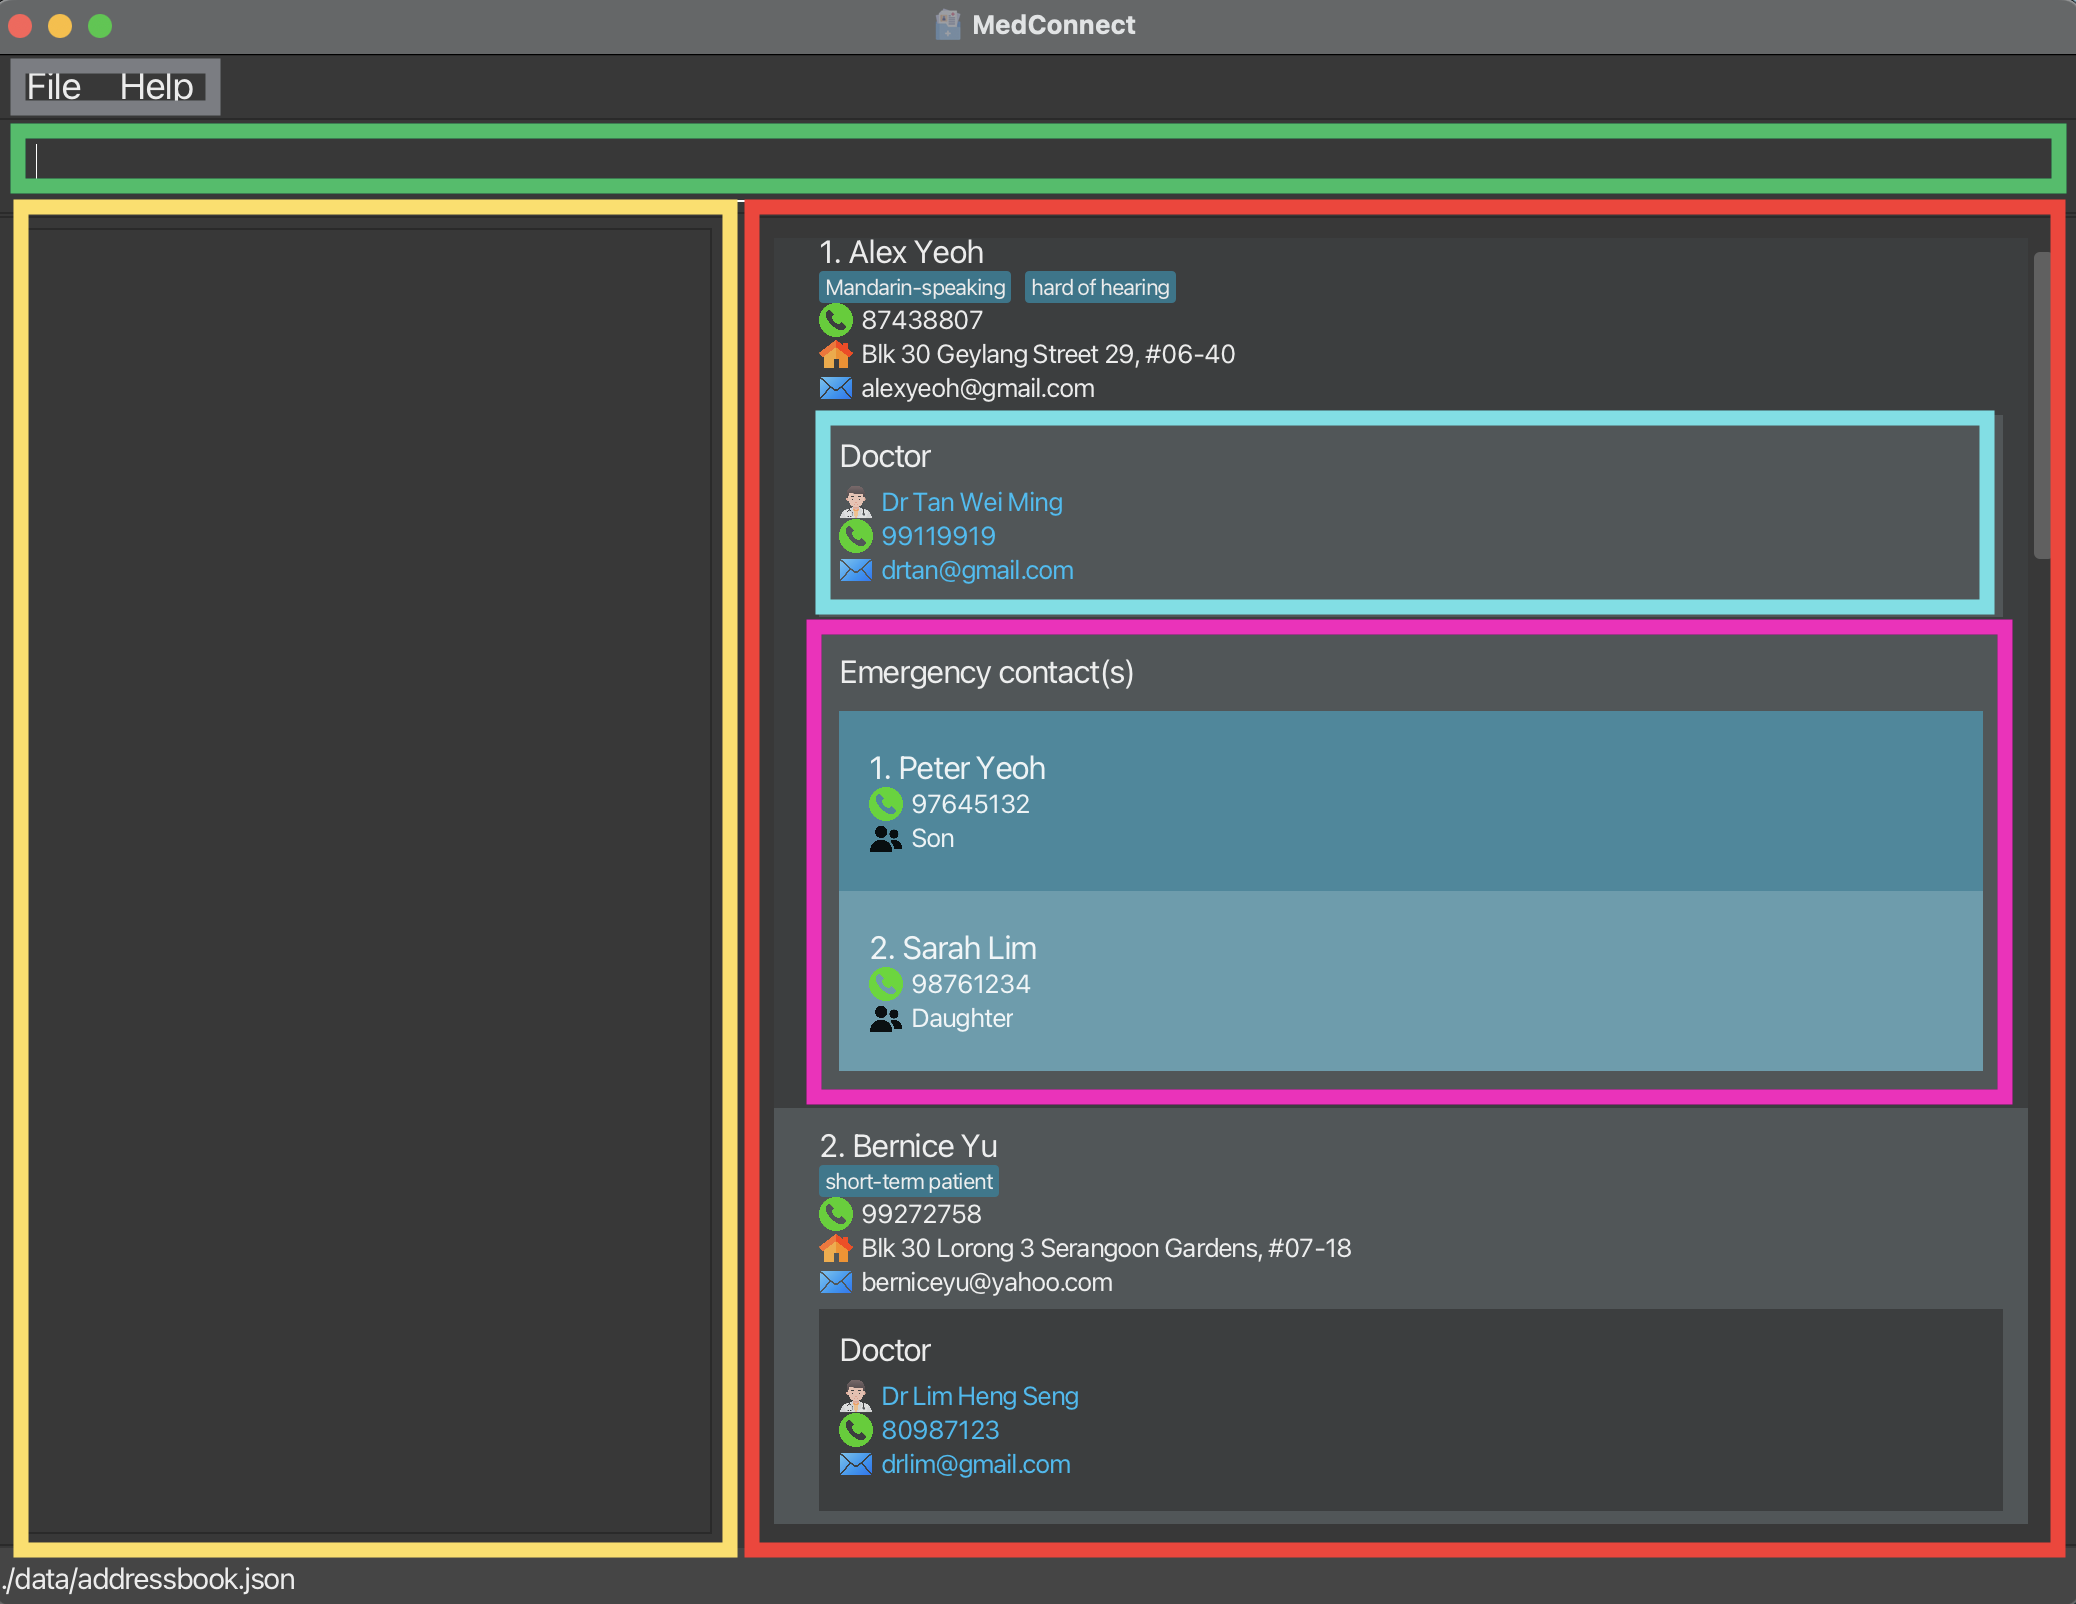 MedConnect
File Help
1. Alex Yeoh
Mandarin-speaking hard of hearing
87438807
Blk 30 Geylang Street 29, #06-40
alexyeoh@gmail.com
Doctor
Dr Tan Wei Ming
99119919
drtan@gmail.com
Emergency contact(s)
1. Peter Yeoh
97645132
Son
2. Sarah Lim
98761234
Daughter
2. Bernice Yu
short-term patient
99272758
Blk 30 Lorong 3 Serangoon Gardens, #07-18
berniceyu@yahoo.com
Doctor
Dr Lim Heng Seng
80987123
drlim@gmail.com
./data/addressbook.json